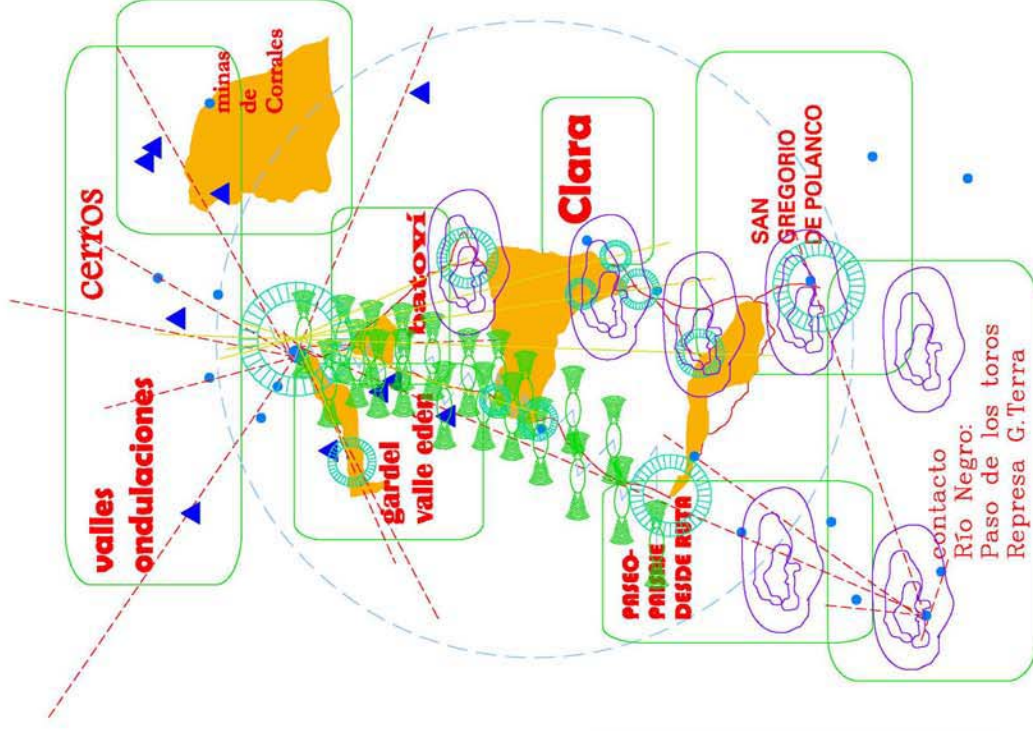 valles
ondulaciones
cerros
minas
de
Corrales
gardel
valle edén
batoví
Clara
PASEO-
PAISAJE
DESDE RUTA
SAN
GREGORIO
DE POLANCO
contacto
Río Negro:
Paso de los toros
Represa G.Terra